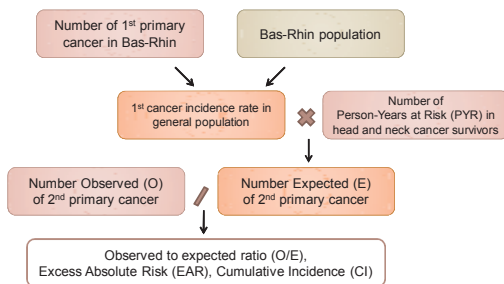 Number of 1st primary
cancer in Bas-Rhin
Bas-Rhin population
1st cancer incidence rate in
general population
Number of
Person-Years at Risk (PYR) in
head and neck cancer survivors
Number Observed (O)
of 2nd primary cancer
Number Expected (E)
of 2nd primary cancer
Observed to expected ratio (O/E),
Excess Absolute Risk (EAR), Cumulative Incidence (CI)